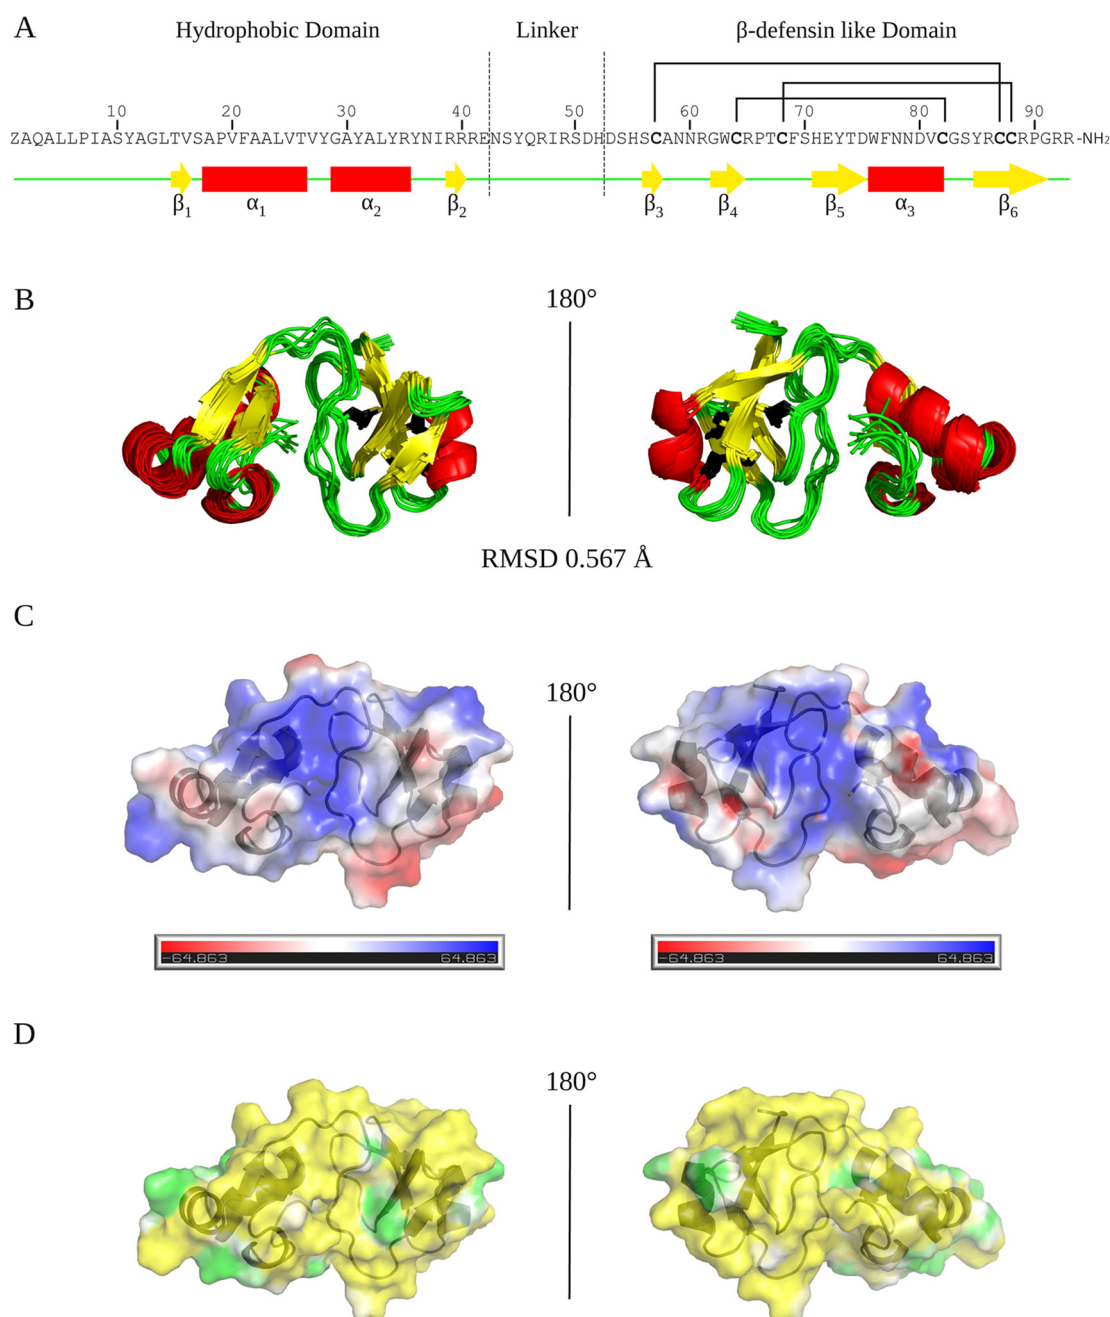 A
Hydrophobic Domain Linker β-defensin like Domain
10 20 30 40 50 60 70 80 90
ZAQALLPIASYAGLTVSAPVFAALVTVYGAYALYRYNIRRRENSYQRIRSDHDSHSCANNRGWCRPTCFSHEYTDWFNNDVCGSYRCCRPGRR-NH2
β1 α1 α2 β2 β3 β4 β5 α3 β6
B
180°
RMSD 0.567 Å
C
180°
-64.863 64.863 -64.863 64.863
D
180°